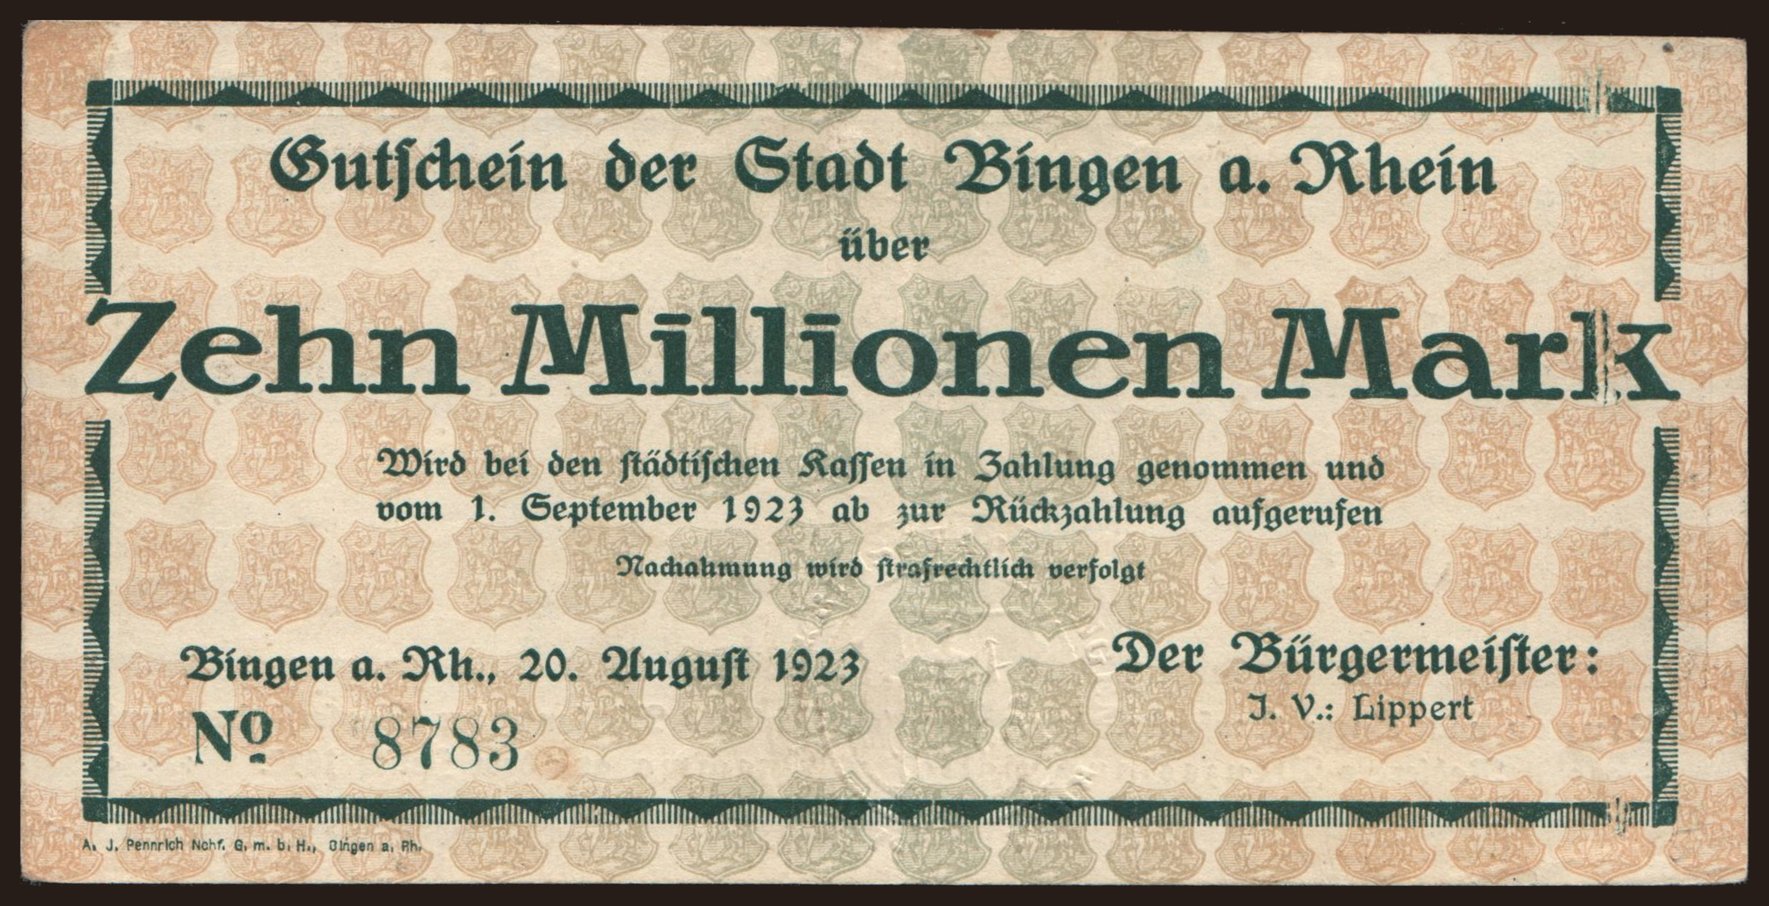 Gutschein der Stadt Bingen a. Rhein
über
Zehn Millionen Mark
Wird bei den städtischen Kassen in Zahlung genommen und
vom 1. September 1923 ab zur Rückzahlung aufgerufen
Nachahmung wird strafrechtlich verfolgt
Bingen a. Rh., 20. August 1923
Der Bürgermeister:
J. V.: Lippert
No 8783
A. J. Pennrich Nchf. G. m. b. H., Bingen a. Rh.